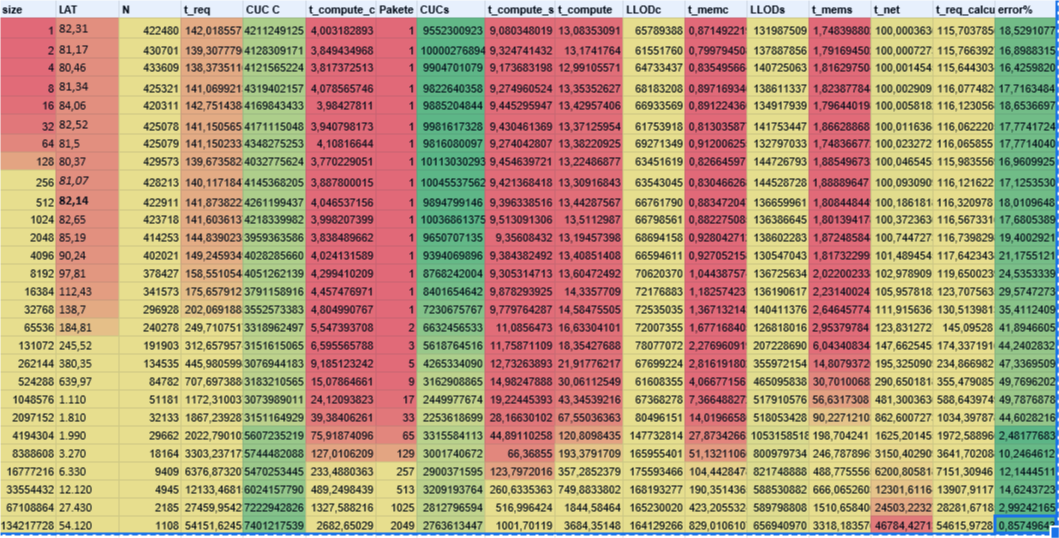 size LAT N t_req CUC C t_compute_c Pakete CUCs t_compute_s t_compute LLODc t_memc LLODs t_mems t_net t_req_calcu error%
1 82,31 422480 142,018557 4211249125 4,003182893 1 9552300923 9,080348019 13,08353091 65789388 0,871149221 131987509 1,74839880 100,000363 115,703785 18,5291077
2 81,17 430701 139,307779 4128309171 3,849434968 1 10000276894 9,324741432 13,1741764 61551760 0,79979450 137887856 1,79169450 100,000727 115,766392 16,8988315
4 80,46 433609 138,373511 4121565224 3,817372513 1 9904701079 9,173683198 12,99105571 64733437 0,83549566 140725063 1,81629750 100,001454 115,644303 16,4259820
8 81,34 425321 141,069921 4319402157 4,078565746 1 9822640358 9,274960524 13,35352627 68183208 0,897169934 138611337 1,82387784 100,002909 116,077482 17,7163484
16 84,06 420311 142,751438 4169843433 3,98427811 1 9885204844 9,445295947 13,42957406 66933569 0,89122641 134917939 1,79644019 100,005818 116,123056 18,6536697
32 82,52 425078 141,150565 4171115048 3,940798173 1 9981617328 9,430461369 13,37125954 61753918 0,81303587 141753447 1,86628868 100,011636 116,062220 17,7741724
64 81,5 425079 141,150233 4348275253 4,10816644 1 9816080097 9,274042807 13,38220925 69271349 0,91200625 132797033 1,74836677 100,023272 116,065855 17,7714040
128 80,37 429573 139,673582 4032775624 3,770229051 1 10113030293 9,454639721 13,22486877 63451619 0,82664597 144726793 1,88549673 100,046545 115,983559 16,9609925
256 81,07 428213 140,117184 4145368205 3,887800015 1 10045537562 9,421368418 13,30916843 63543045 0,83046626 144528728 1,88889647 100,093090 116,121622 17,1253530
512 82,14 422911 141,873822 4261199437 4,046537156 1 9894799146 9,396338516 13,44287567 66761790 0,88347204 136659961 1,80844844 100,186181 116,320978 18,0109648
1024 82,65 423718 141,603613 4218339982 3,998207399 1 10036861375 9,513091306 13,5112987 66798561 0,88227508 136386645 1,80139417 100,372363 116,567331 17,6805389
2048 85,19 414253 144,839023 3959363586 3,838489662 1 9650707135 9,35608432 13,19457398 68694158 0,92804271 138602283 1,87248584 100,744727 116,739829 19,4002921
4096 90,24 402021 149,245934 4028285660 4,024131589 1 9394069896 9,384382492 13,40851408 66594611 0,92705215 130547043 1,81732299 101,489454 117,642343 21,1755121
8192 97,81 378427 158,551054 4051262139 4,299410209 1 8768242004 9,305314713 13,60472492 70620370 1,04438757 136725634 2,02200233 102,978909 119,650002 24,5353339
16384 112,43 341573 175,657912 3791158916 4,457476971 1 8401654642 9,878293925 14,3357709 72176883 1,18257423 136190617 2,23140024 105,957818 123,707563 29,5747273
32768 138,7 296928 202,069188 3552573383 4,804990767 1 7230675767 9,779764287 14,58475505 72735035 1,36713214 140411376 2,64645774 111,915636 130,513981 35,4112409
65536 184,81 240278 249,710751 3318962497 5,547393708 2 6632456533 11,0856473 16,63304101 72007355 1,67716840 126818016 2,95379784 123,831272 145,09528 41,8946605
131072 245,52 191903 312,657957 3151615065 6,595565788 3 5618764516 11,75871109 18,35427688 78077072 2,27696091 207228690 6,04340834 147,662545 174,337191 44,2402832
262144 380,35 134535 445,980599 3076944183 9,185123242 5 4265334090 12,73263893 21,91776217 67699224 2,81619180 355972154 14,8079372 195,325090 234,866982 47,3369509
524288 639,97 84782 707,697388 3183210565 15,07864661 9 3162908865 14,98247888 30,06112549 61608355 4,06677156 465095838 30,7010068 290,650181 355,479085 49,7696202
1048576 1.110 51181 1172,31003 3073989011 24,12093823 17 2449977674 19,22445393 43,34539216 67368278 7,36648827 517910576 56,6317308 481,300363 588,643974 49,7876878
2097152 1.810 32133 1867,23928 3151164929 39,38406261 33 2253618699 28,16630102 67,55036363 80496151 14,0196658 518053428 90,2271210 862,600727 1034,39787 44,6028216
4194304 1.990 29662 2022,79010 5607235219 75,91874096 65 3315584113 44,89110258 120,8098435 147732814 27,8734266 1053158518 198,704241 1625,20145 1972,58896 2,48177683
8388608 3.270 18164 3303,23717 5744482088 127,0106209 129 3001740672 66,36855 193,3791709 165955401 51,1321106 800979734 246,787896 3150,40290 3641,70208 10,2464612
16777216 6.330 9409 6376,87320 5470253445 233,4880363 257 2900371595 123,7972016 357,2852379 175593466 104,442847 821748888 488,775556 6200,80581 7151,30946 12,1444511
33554432 12.120 4945 12133,4681 6024157790 489,2498439 513 3209193764 260,6335363 749,8833802 168193277 190,351436 588530882 666,065260 12301,6116 13907,9117 14,6243723
67108864 27.430 2185 27459,9542 7222942826 1327,588216 1025 2812796594 516,996424 1844,58464 165230020 423,205532 589798808 1510,65840 24503,2232 28281,6718 2,99242165
134217728 54.120 1108 54151,6245 7401217539 2682,65029 2049 2763613447 1001,70119 3684,35148 164129266 829,010610 656940970 3318,18357 46784,4271 54615,9728 0,8574964